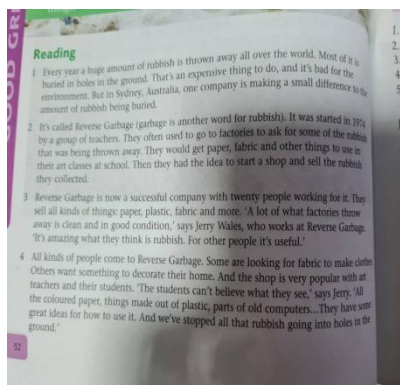 GOOD GR
Reading
1 Every year a huge amount of rubbish is thrown away all over the world. Most of it is
buried in holes in the ground. That's an expensive thing to do, and it's bad for the
environment. But in Sydney, Australia, one company is making a small difference to the
amount of rubbish being buried.
2 It's called Reverse Garbage (garbage is another word for rubbish). It was started in 1974
by a group of teachers. They often used to go to factories to ask for some of the rubbish
that was being thrown away. They would get paper, fabric and other things to use in
their art classes at school. Then they had the idea to start a shop and sell the rubbish
they collected.
3 Reverse Garbage is now a successful company with twenty people working for it. They
sell all kinds of things: paper, plastic, fabric and more. 'A lot of what factories throw
away is clean and in good condition,' says Jerry Wales, who works at Reverse Garbage.
'It's amazing what they think is rubbish. For other people it's useful.'
4 All kinds of people come to Reverse Garbage. Some are looking for fabric to make clothes.
Others want something to decorate their home. And the shop is very popular with art
teachers and their students. 'The students can't believe what they see,' says Jerry. 'All
the coloured paper, things made out of plastic, parts of old computers...They have some
great ideas for how to use it. And we've stopped all that rubbish going into holes in the
ground.'
52
1.
2.
3.
4
5